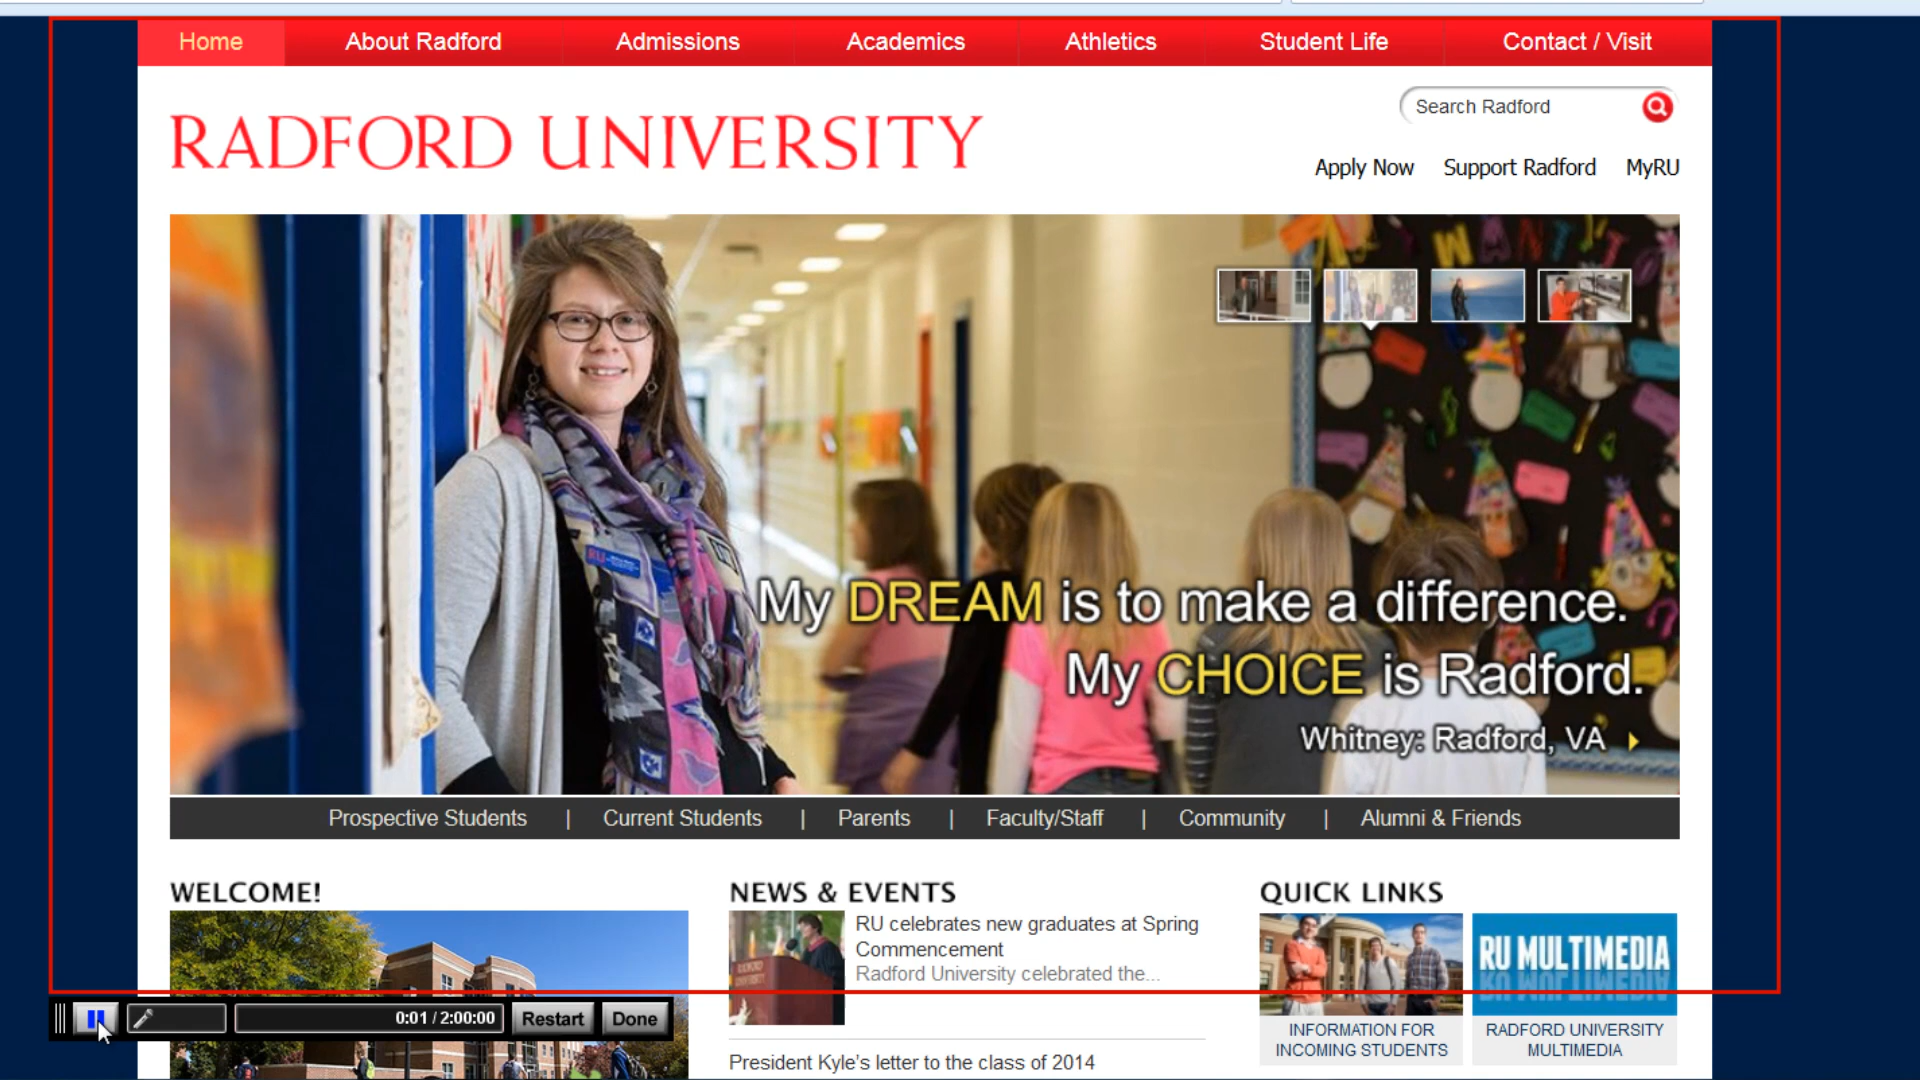 Home About Radford Admissions Academics Athletics Student Life Contact / Visit
RADFORD UNIVERSITY
Search Radford
Apply Now Support Radford MyRU
WANT
My DREAM is to make a difference.
My CHOICE is Radford.
Whitney: Radford, VA
Prospective Students | Current Students | Parents | Faculty/Staff | Community | Alumni & Friends
WELCOME!
NEWS & EVENTS
RU celebrates new graduates at Spring
Commencement
Radford University celebrated the...
President Kyle's letter to the class of 2014
QUICK LINKS
RU MULTIMEDIA
INFORMATION FOR
INCOMING STUDENTS
RADFORD UNIVERSITY
MULTIMEDIA
0:01 / 2:00:00 Restart Done